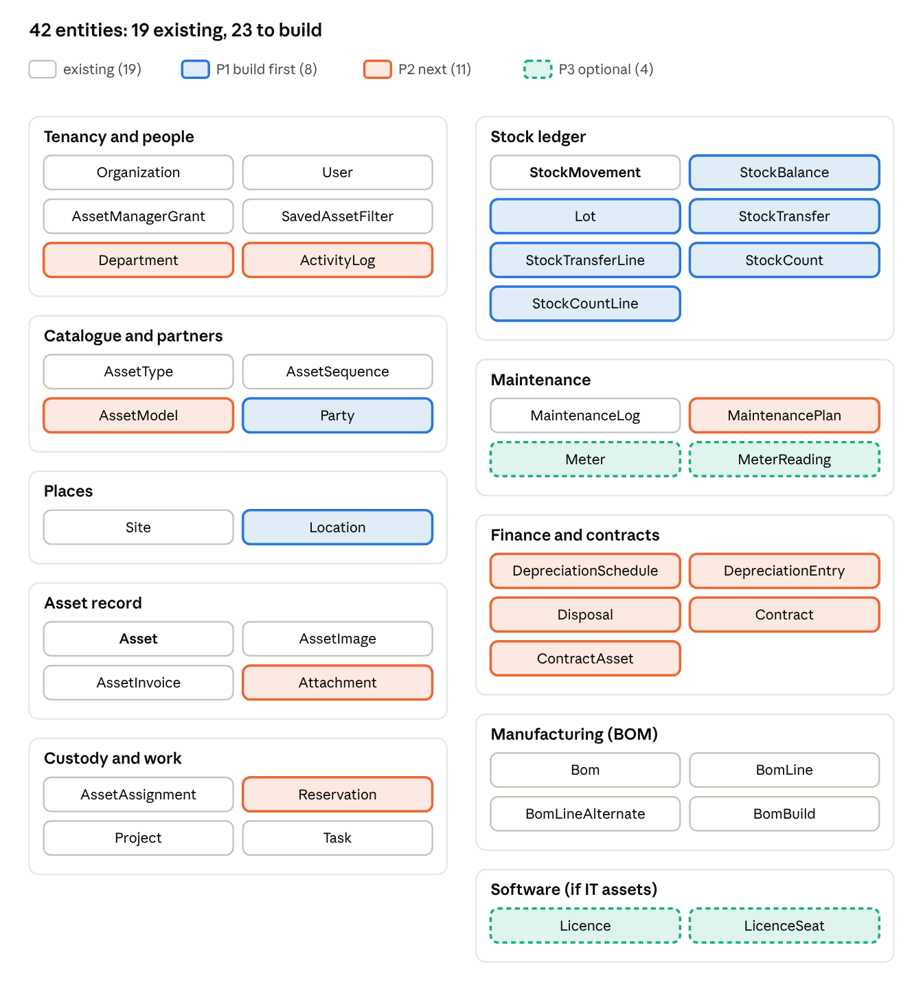 42 entities: 19 existing, 23 to build
existing (19)
P1 build first (8)
P2 next (11)
P3 optional (4)
Tenancy and people
Organization
User
AssetManagerGrant
SavedAssetFilter
Department
ActivityLog
Catalogue and partners
AssetType
AssetSequence
AssetModel
Party
Places
Site
Location
Asset record
Asset
AssetImage
AssetInvoice
Attachment
Custody and work
AssetAssignment
Reservation
Project
Task
Stock ledger
StockMovement
StockBalance
Lot
StockTransfer
StockTransferLine
StockCount
StockCountLine
Maintenance
MaintenanceLog
MaintenancePlan
Meter
MeterReading
Finance and contracts
DepreciationSchedule
DepreciationEntry
Disposal
Contract
ContractAsset
Manufacturing (BOM)
Bom
BomLine
BomLineAlternate
BomBuild
Software (if IT assets)
Licence
LicenceSeat